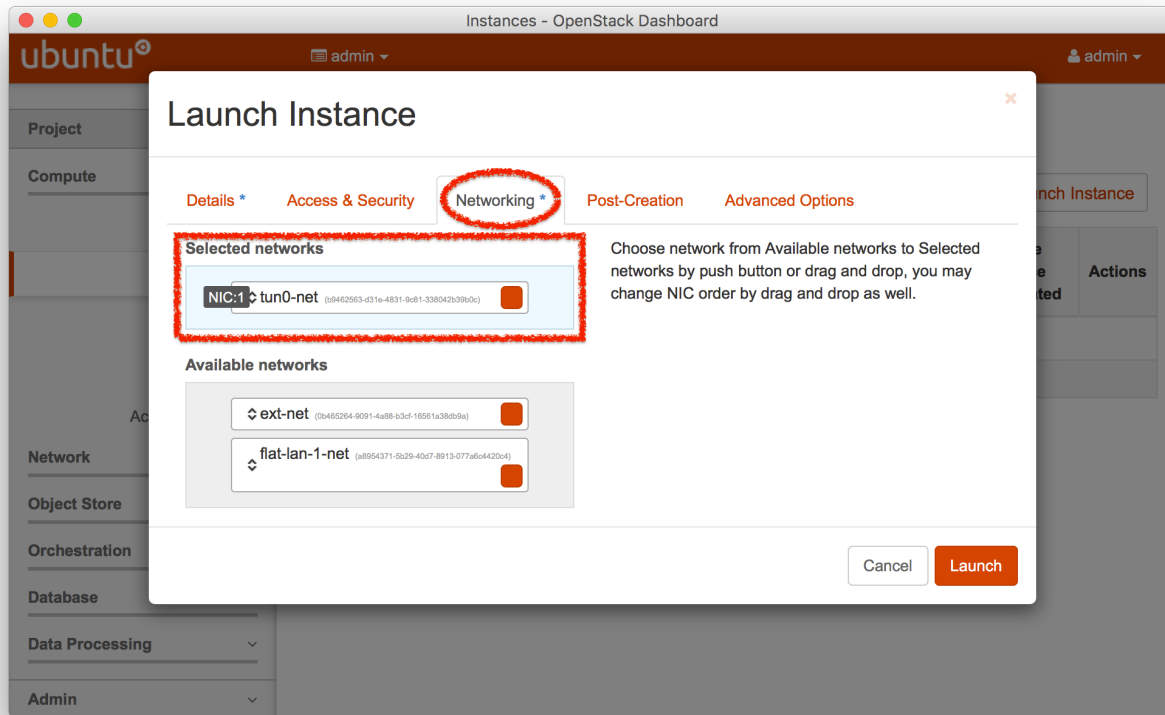 Instances - OpenStack Dashboard
ubuntu
admin
admin
Launch Instance
×
Project
Compute
Details *
Access & Security
Networking *
Post-Creation
Advanced Options
nch Instance
Selected networks
NIC:1 tun0-net (b9462563-d31e-4831-9c81-338042b39b0c)
Choose network from Available networks to Selected
networks by push button or drag and drop, you may
change NIC order by drag and drop as well.
e
e
ted
Actions
Available networks
ext-net (0b465264-9091-4a88-b3cf-16561a38db9a)
flat-lan-1-net (a8954371-5b29-40d7-8913-077a6c4420c4)
Ac
Network
Object Store
Orchestration
Database
Data Processing
Admin
Cancel
Launch